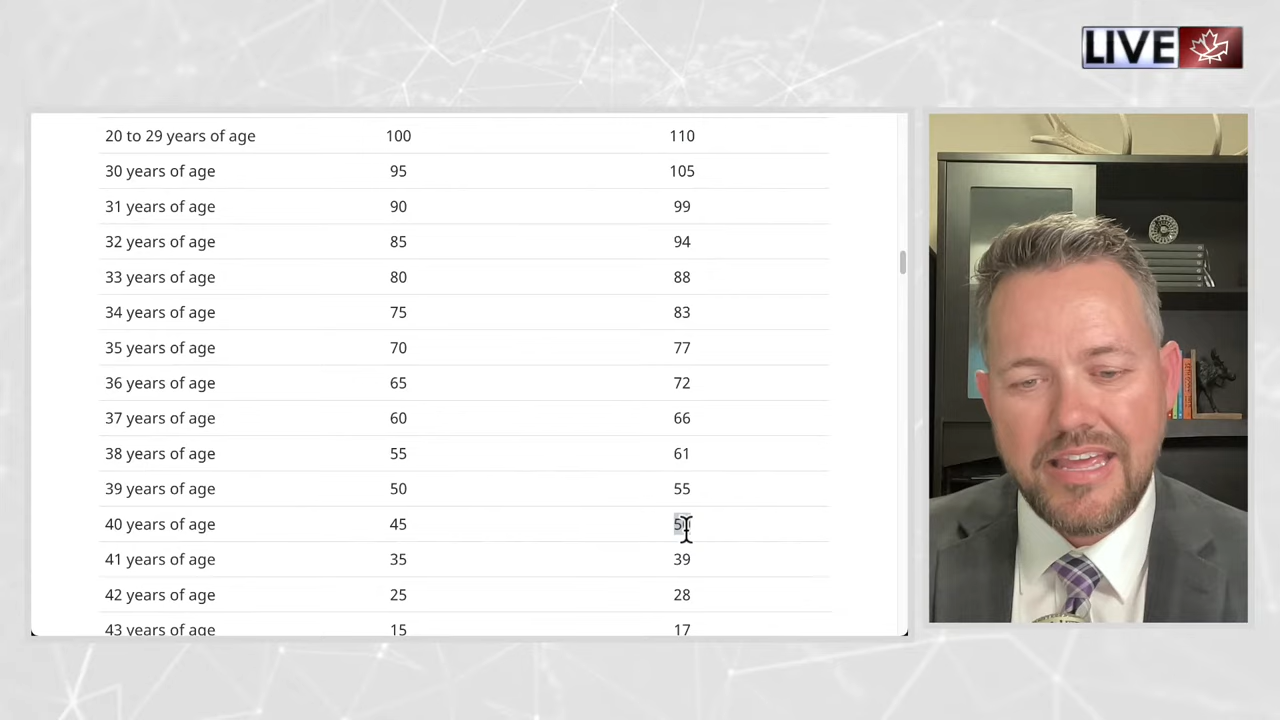 LIVE
20 to 29 years of age 100 110
30 years of age 95 105
31 years of age 90 99
32 years of age 85 94
33 years of age 80 88
34 years of age 75 83
35 years of age 70 77
36 years of age 65 72
37 years of age 60 66
38 years of age 55 61
39 years of age 50 55
40 years of age 45
41 years of age 35 39
42 years of age 25 28
43 years of age 15 17